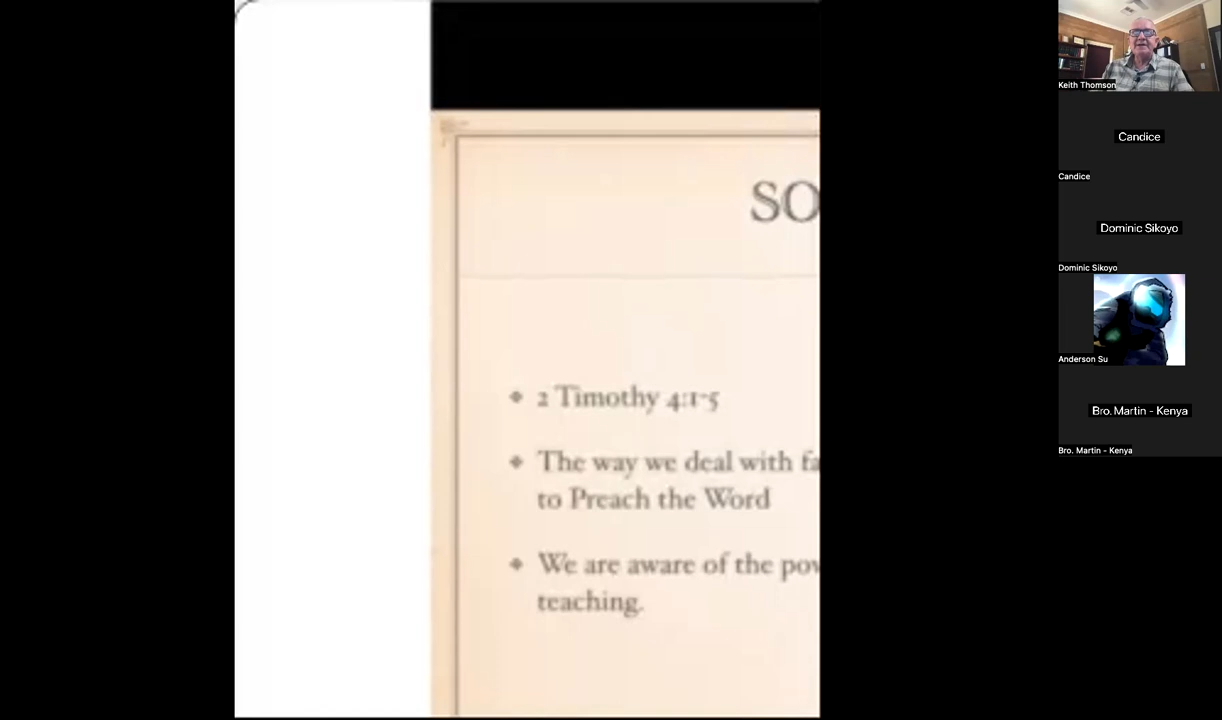 SO
2 Timothy 4:1-5
The way we deal with fa
to Preach the Word
We are aware of the pow
teaching.
Keith Thomson
Candice
Candice
Dominic Sikoyo
Dominic Sikoyo
Anderson Su
Bro. Martin - Kenya
Bro. Martin - Kenya